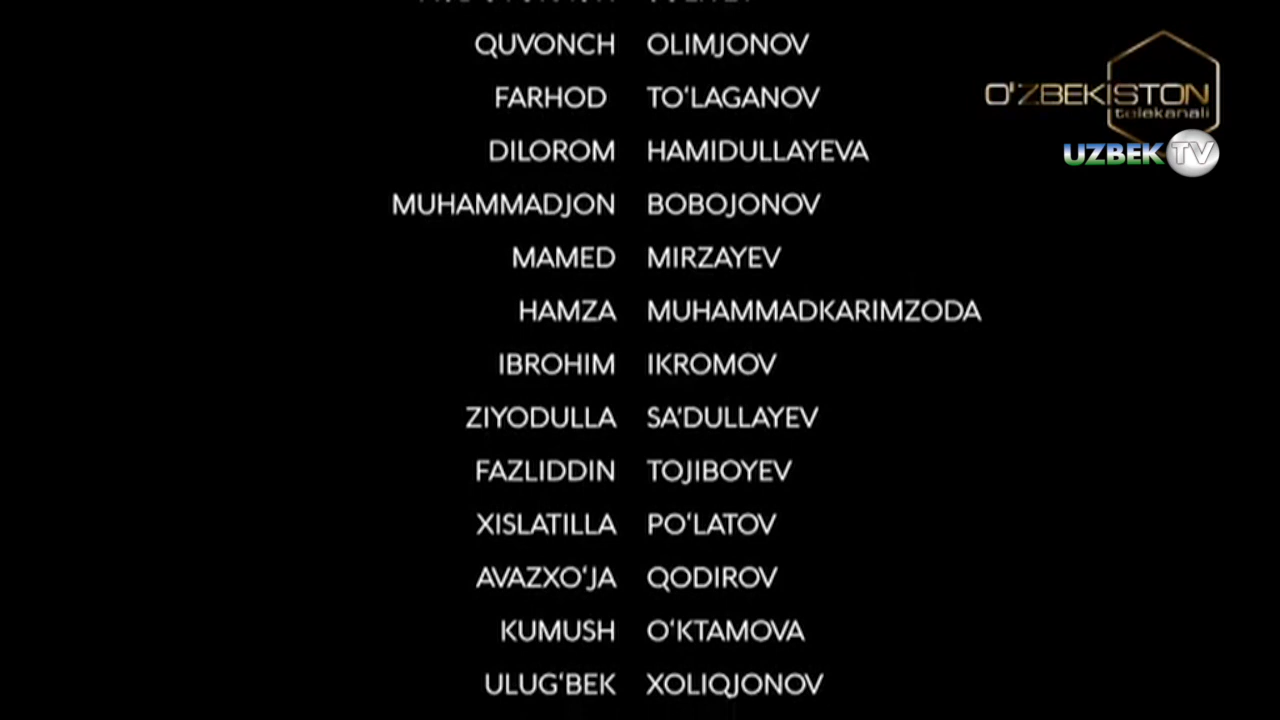 QUVONCH OLIMJONOV
FARHOD TO‘LAGANOV
DILOROM HAMIDULLAYEVA
MUHAMMADJON BOBOJONOV
MAMED MIRZAYEV
HAMZA MUHAMMADKARIMZODA
IBROHIM IKROMOV
ZIYODULLA SA’DULLAYEV
FAZLIDDIN TOJIBOYEV
XISLATILLA PO‘LATOV
AVAZXO‘JA QODIROV
KUMUSH O‘KTAMOVA
ULUG‘BEK XOLIQJONOV
O'ZBEKISTON
telekanali
UZBEK TV